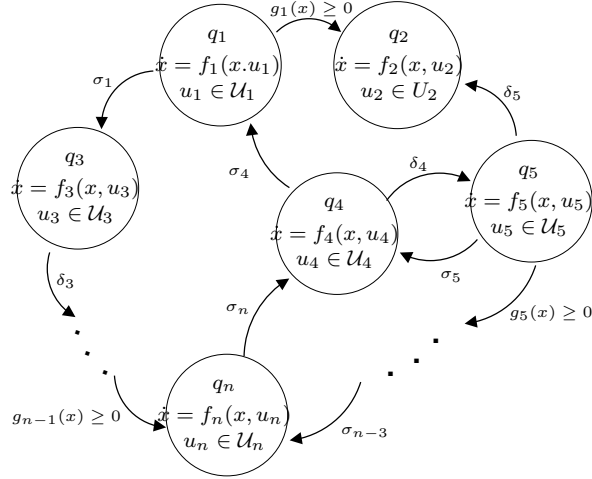 g₁(x) ≥ 0
q₁
ẋ = f₁(x.u₁)
u₁ ∈ 𝒰₁
q₂
ẋ = f₂(x, u₂)
u₂ ∈ U₂
σ₁
δ₅
q₃
ẋ = f₃(x, u₃)
u₃ ∈ 𝒰₃
σ₄
δ₄
q₄
ẋ = f₄(x, u₄)
u₄ ∈ 𝒰₄
q₅
ẋ = f₅(x, u₅)
u₅ ∈ 𝒰₅
σ₅
δ₃
σₙ
g₅(x) ≥ 0
qₙ
ẋ = fₙ(x, uₙ)
uₙ ∈ 𝒰ₙ
gₙ₋₁(x) ≥ 0
σₙ₋₃